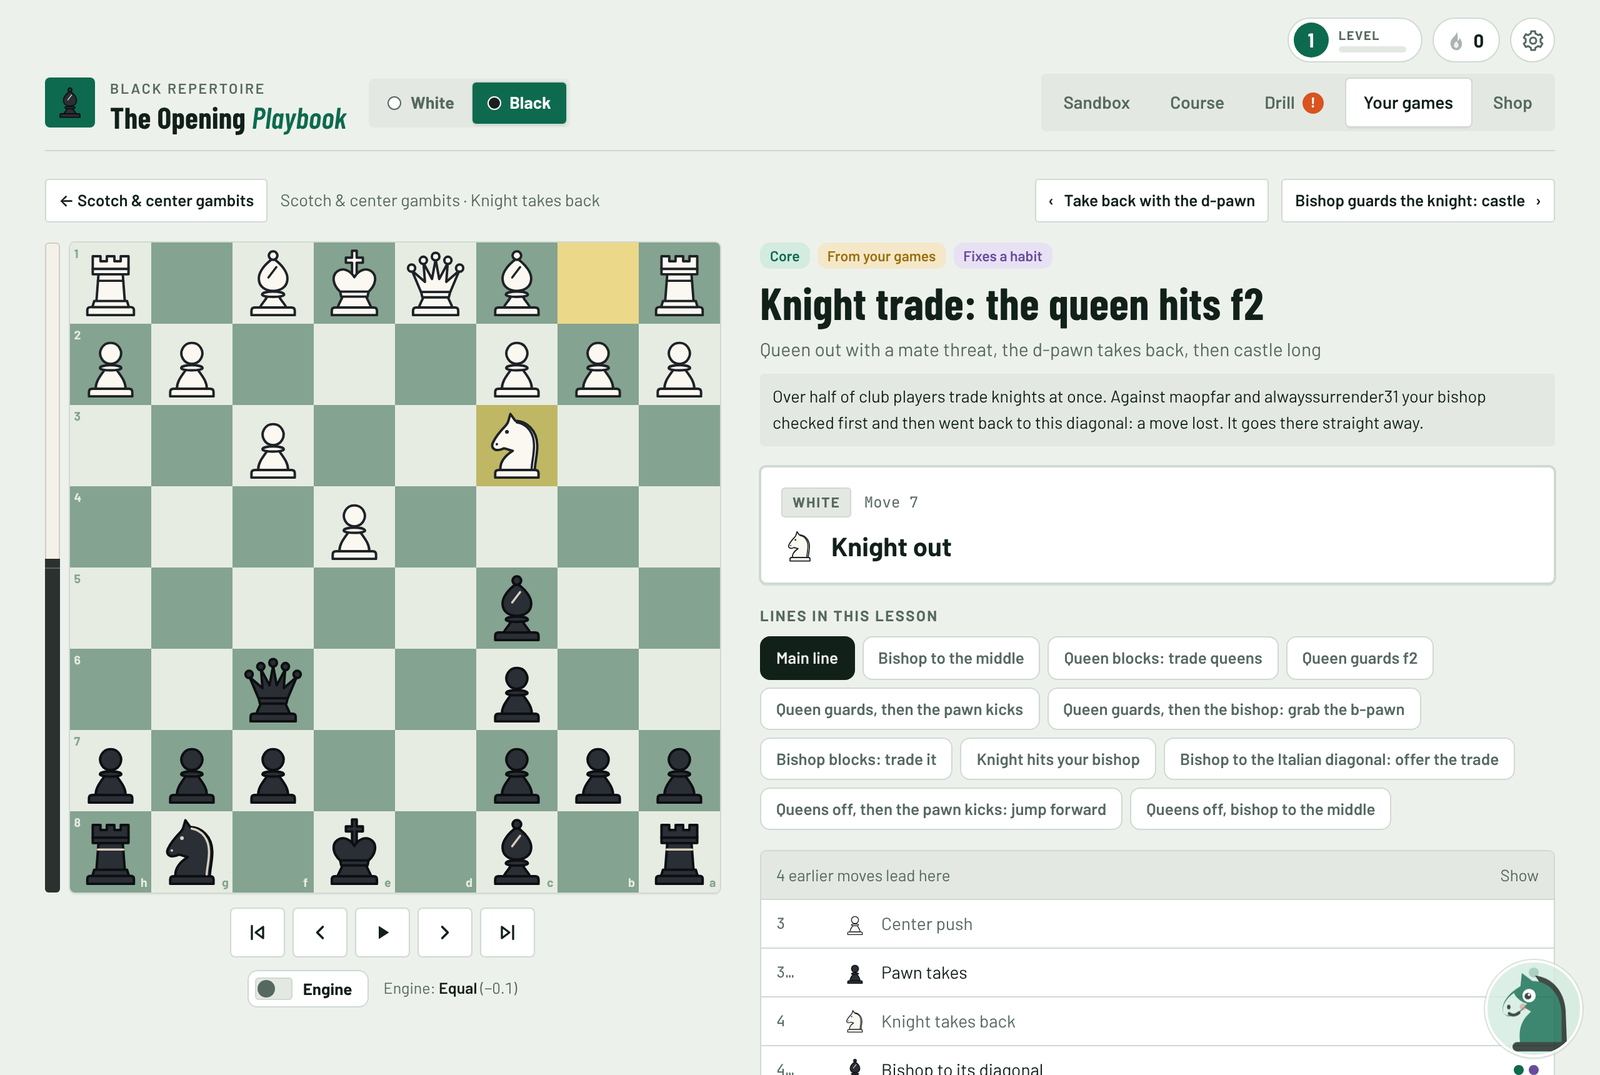 1 LEVEL 0
BLACK REPERTOIRE
The Opening Playbook
White Black
Sandbox Course Drill ! Your games Shop
← Scotch & center gambits
Scotch & center gambits · Knight takes back
‹ Take back with the d-pawn
Bishop guards the knight: castle ›
1
2
3
4
5
6
7
8
h g f e d c b a
Engine
Engine: Equal (−0.1)
Core From your games Fixes a habit
Knight trade: the queen hits f2
Queen out with a mate threat, the d-pawn takes back, then castle long
Over half of club players trade knights at once. Against maopfar and alwayssurrender31 your bishop
checked first and then went back to this diagonal: a move lost. It goes there straight away.
WHITE Move 7
Knight out
LINES IN THIS LESSON
Main line Bishop to the middle Queen blocks: trade queens Queen guards f2
Queen guards, then the pawn kicks Queen guards, then the bishop: grab the b-pawn
Bishop blocks: trade it Knight hits your bishop Bishop to the Italian diagonal: offer the trade
Queens off, then the pawn kicks: jump forward Queens off, bishop to the middle
4 earlier moves lead here Show
3 Center push
3… Pawn takes
4 Knight takes back
4… Bishop to its diagonal